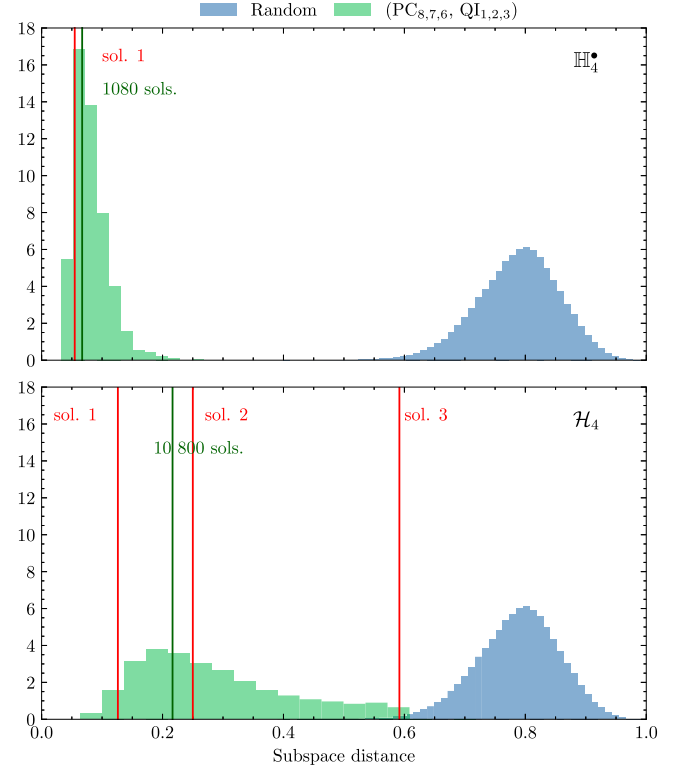 Random (PC8,7,6, QI1,2,3)
18
16
14
12
10
8
6
4
2
0
sol. 1
1080 sols.
ℍ4•
18
16
14
12
10
8
6
4
2
0
sol. 1 sol. 2 sol. 3
10 800 sols.
ℋ4
0.0 0.2 0.4 0.6 0.8 1.0
Subspace distance